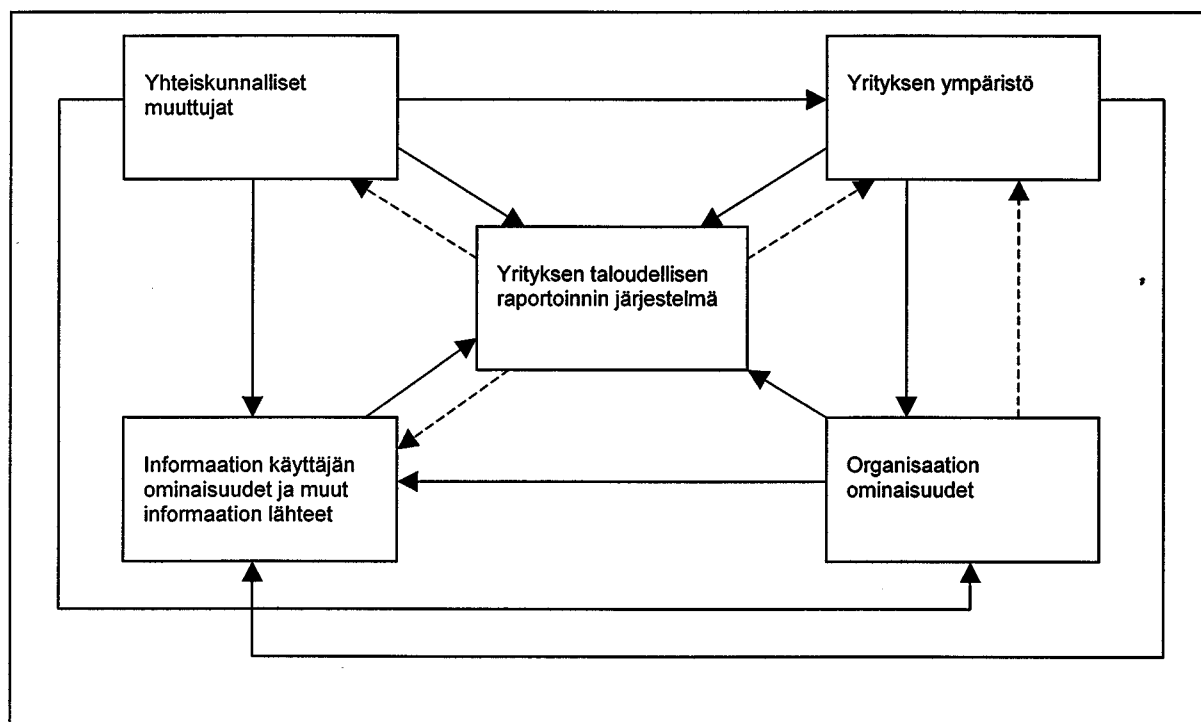 Yhteiskunnalliset
muuttujat
Yrityksen ympäristö
Yrityksen taloudellisen
raportoinnin järjestelmä
Informaation käyttäjän
ominaisuudet ja muut
informaation lähteet
Organisaation
ominaisuudet